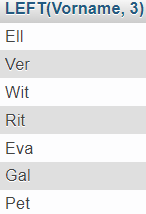 LEFT(Vorname, 3)
Ell
Ver
Wit
Rit
Eva
Gal
Pet